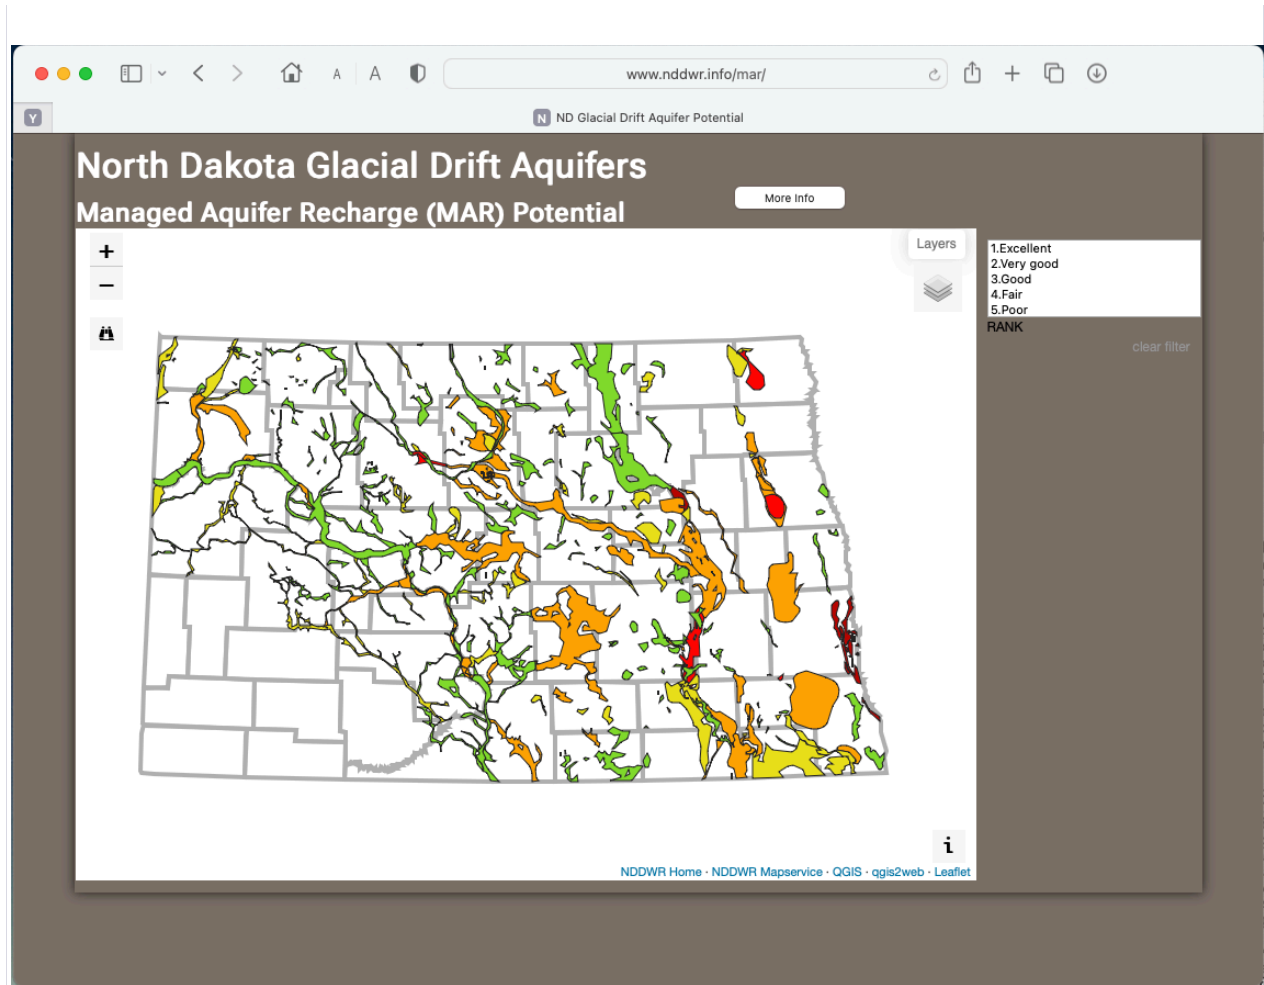 A A www.nddwr.info/mar/
Y N ND Glacial Drift Aquifer Potential
North Dakota Glacial Drift Aquifers
Managed Aquifer Recharge (MAR) Potential
More Info
+
−
Layers
1.Excellent
2.Very good
3.Good
4.Fair
5.Poor
RANK
clear filter
i
NDDWR Home · NDDWR Mapservice · QGIS · qgis2web · Leaflet